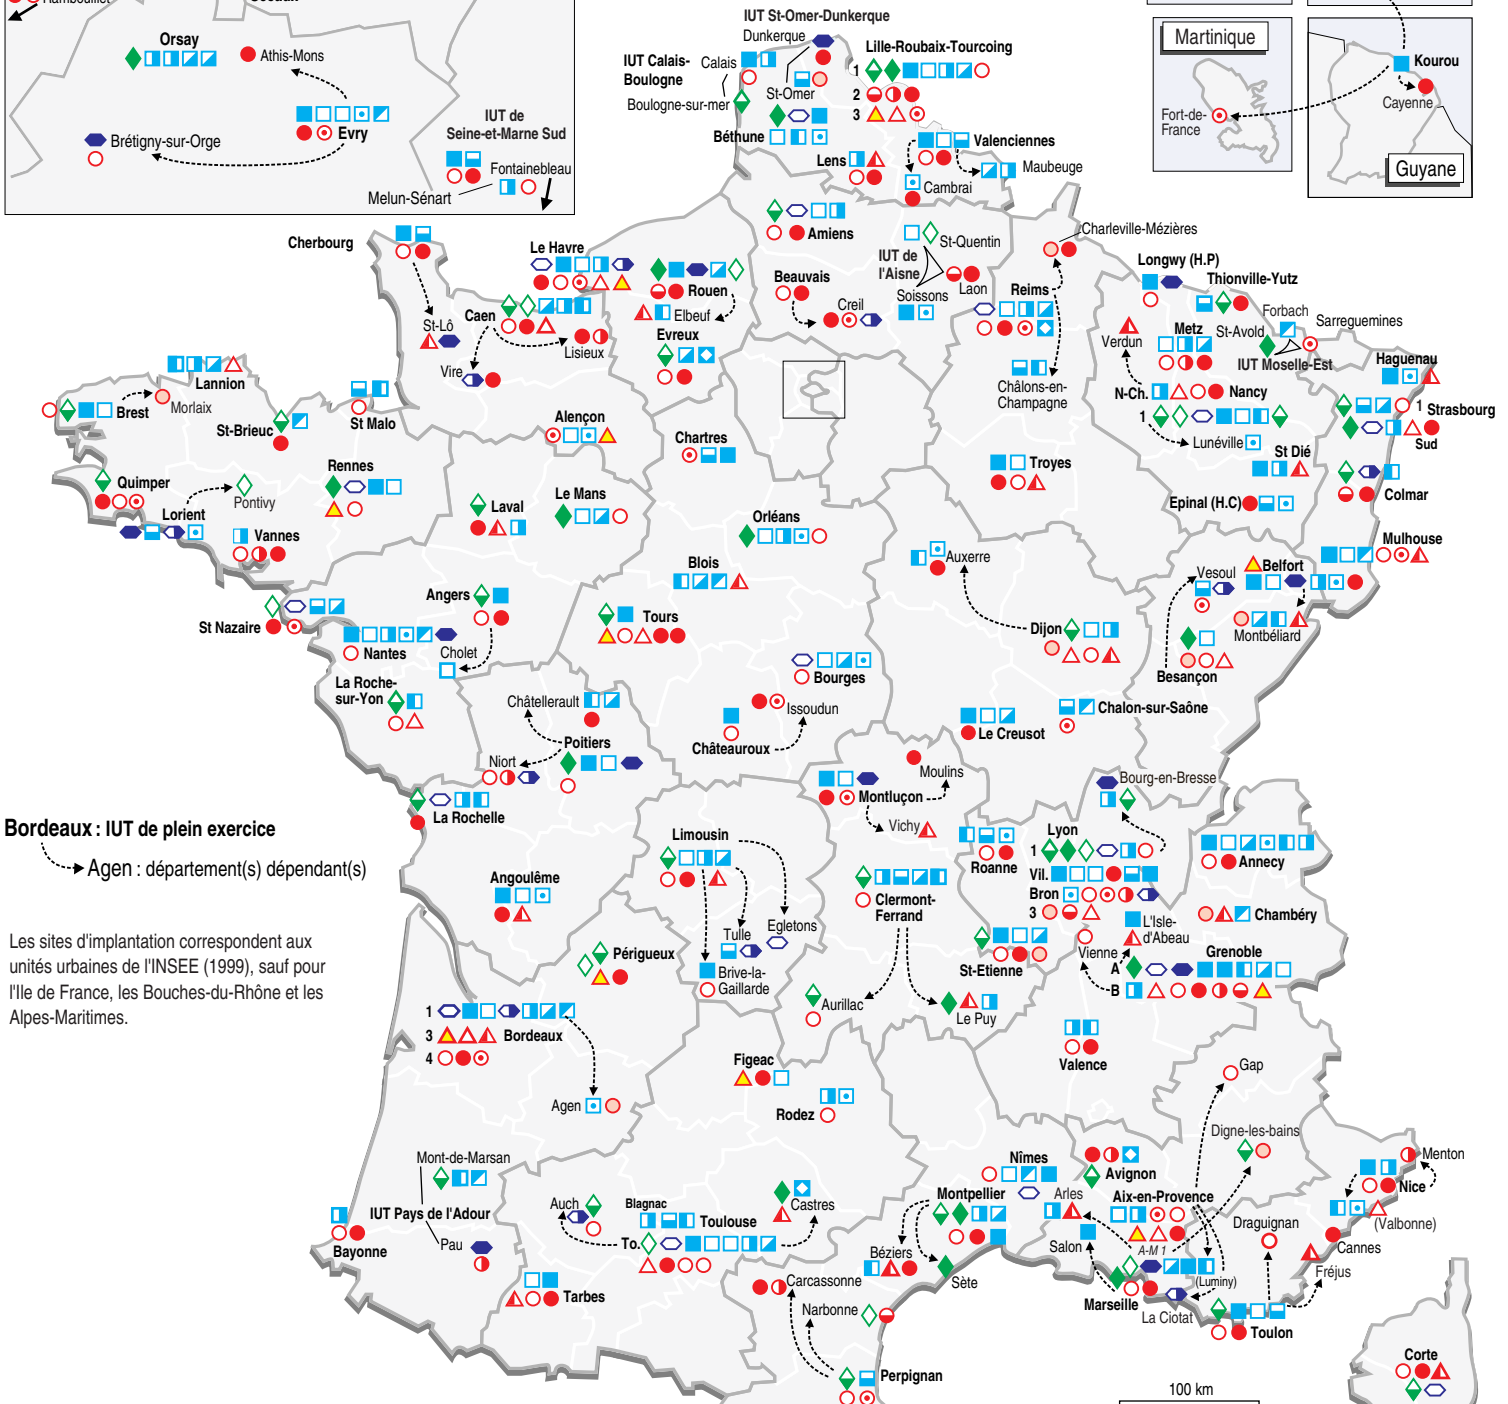 Rambouillet
Orsay
Athis-Mons
Evry
Brétigny-sur-Orge
IUT de
Seine-et-Marne Sud
Fontainebleau
Melun-Sénart
IUT St-Omer-Dunkerque
Dunkerque
IUT Calais-
Boulogne
Calais
Boulogne-sur-mer
St-Omer
Lille-Roubaix-Tourcoing
1
2
3
Béthune
Lens
Valenciennes
Maubeuge
Cambrai
Martinique
Fort-de-
France
Kourou
Cayenne
Guyane
Cherbourg
St-Lô
Le Havre
Caen
Lisieux
Vire
Rouen
Elbeuf
Evreux
Amiens
Beauvais
Creil
St-Quentin
IUT de
l'Aisne
Laon
Soissons
Charleville-Mézières
Reims
Châlons-en-
Champagne
Longwy (H.P)
Thionville-Yutz
Forbach
Sarreguemines
St-Avold
IUT Moselle-Est
Metz
Verdun
N-Ch.
Nancy
1
Lunéville
Haguenau
1
Strasbourg
Sud
St Dié
Epinal (H.C)
Colmar
Mulhouse
Lannion
Brest
Morlaix
St-Brieuc
St Malo
Quimper
Lorient
Pontivy
Vannes
Rennes
Alençon
Laval
Le Mans
Chartres
Orléans
Blois
Troyes
Auxerre
Vesoul
Belfort
Montbéliard
Besançon
Dijon
St Nazaire
Nantes
Angers
Cholet
Tours
Bourges
Issoudun
Châteauroux
La Roche-
sur-Yon
Châtellerault
Poitiers
Niort
La Rochelle
Le Creusot
Chalon-sur-Saône
Moulins
Montluçon
Vichy
Bourg-en-Bresse
Bordeaux : IUT de plein exercice
Agen : département(s) dépendant(s)
Les sites d'implantation correspondent aux
unités urbaines de l'INSEE (1999), sauf pour
l'Ile de France, les Bouches-du-Rhône et les
Alpes-Maritimes.
Angoulême
Limousin
Tulle
Egletons
Brive-la-
Gaillarde
Périgueux
Clermont-
Ferrand
Aurillac
Le Puy
Roanne
Lyon
1
Vil.
Bron
3
Annecy
Chambéry
L'Isle-
d'Abeau
Vienne
Grenoble
A
B
St-Etienne
Valence
1
3
Bordeaux
4
Agen
Figeac
Rodez
Gap
Digne-les-bains
Mont-de-Marsan
IUT Pays de l'Adour
Pau
Bayonne
Tarbes
Auch
Blagnac
Toulouse
To.
Castres
Carcassonne
Narbonne
Perpignan
Nîmes
Montpellier
Béziers
Sète
Avignon
Arles
Aix-en-Provence
A-M 1
Salon
Marseille
(Luminy)
La Ciotat
Draguignan
Toulon
Fréjus
Cannes
(Valbonne)
Nice
Menton
Corte
100 km